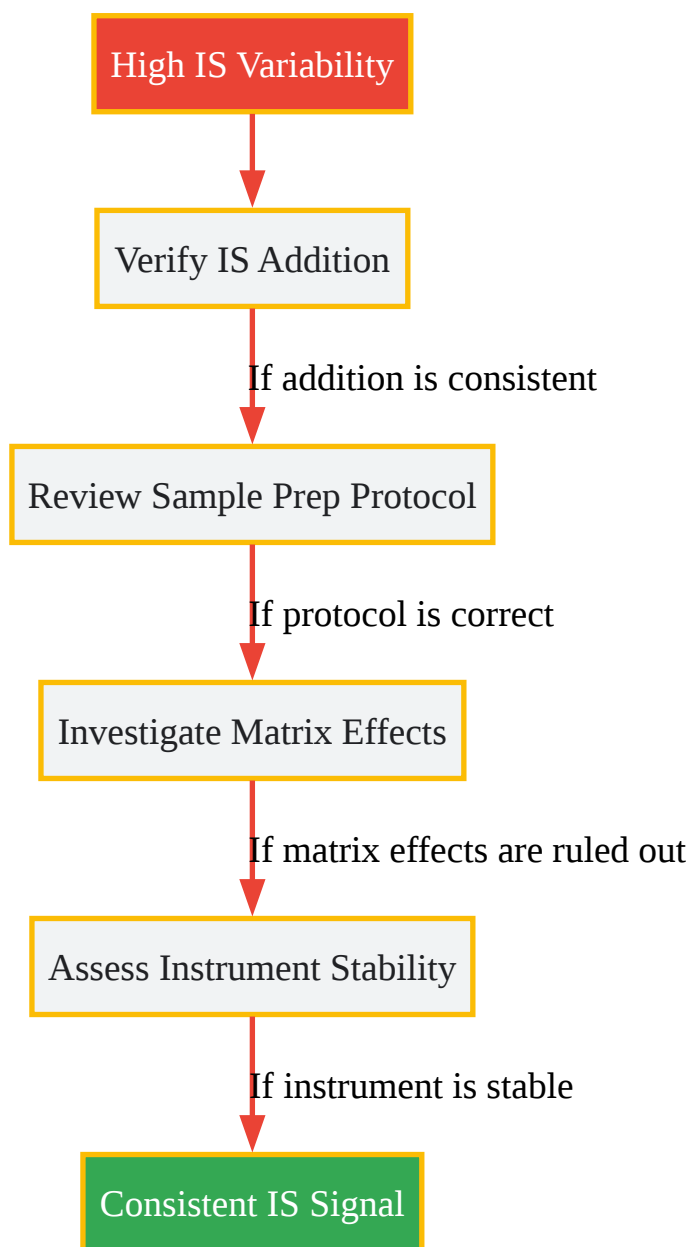 High IS Variability
Verify IS Addition
If addition is consistent
Review Sample Prep Protocol
If protocol is correct
Investigate Matrix Effects
If matrix effects are ruled out
Assess Instrument Stability
If instrument is stable
Consistent IS Signal